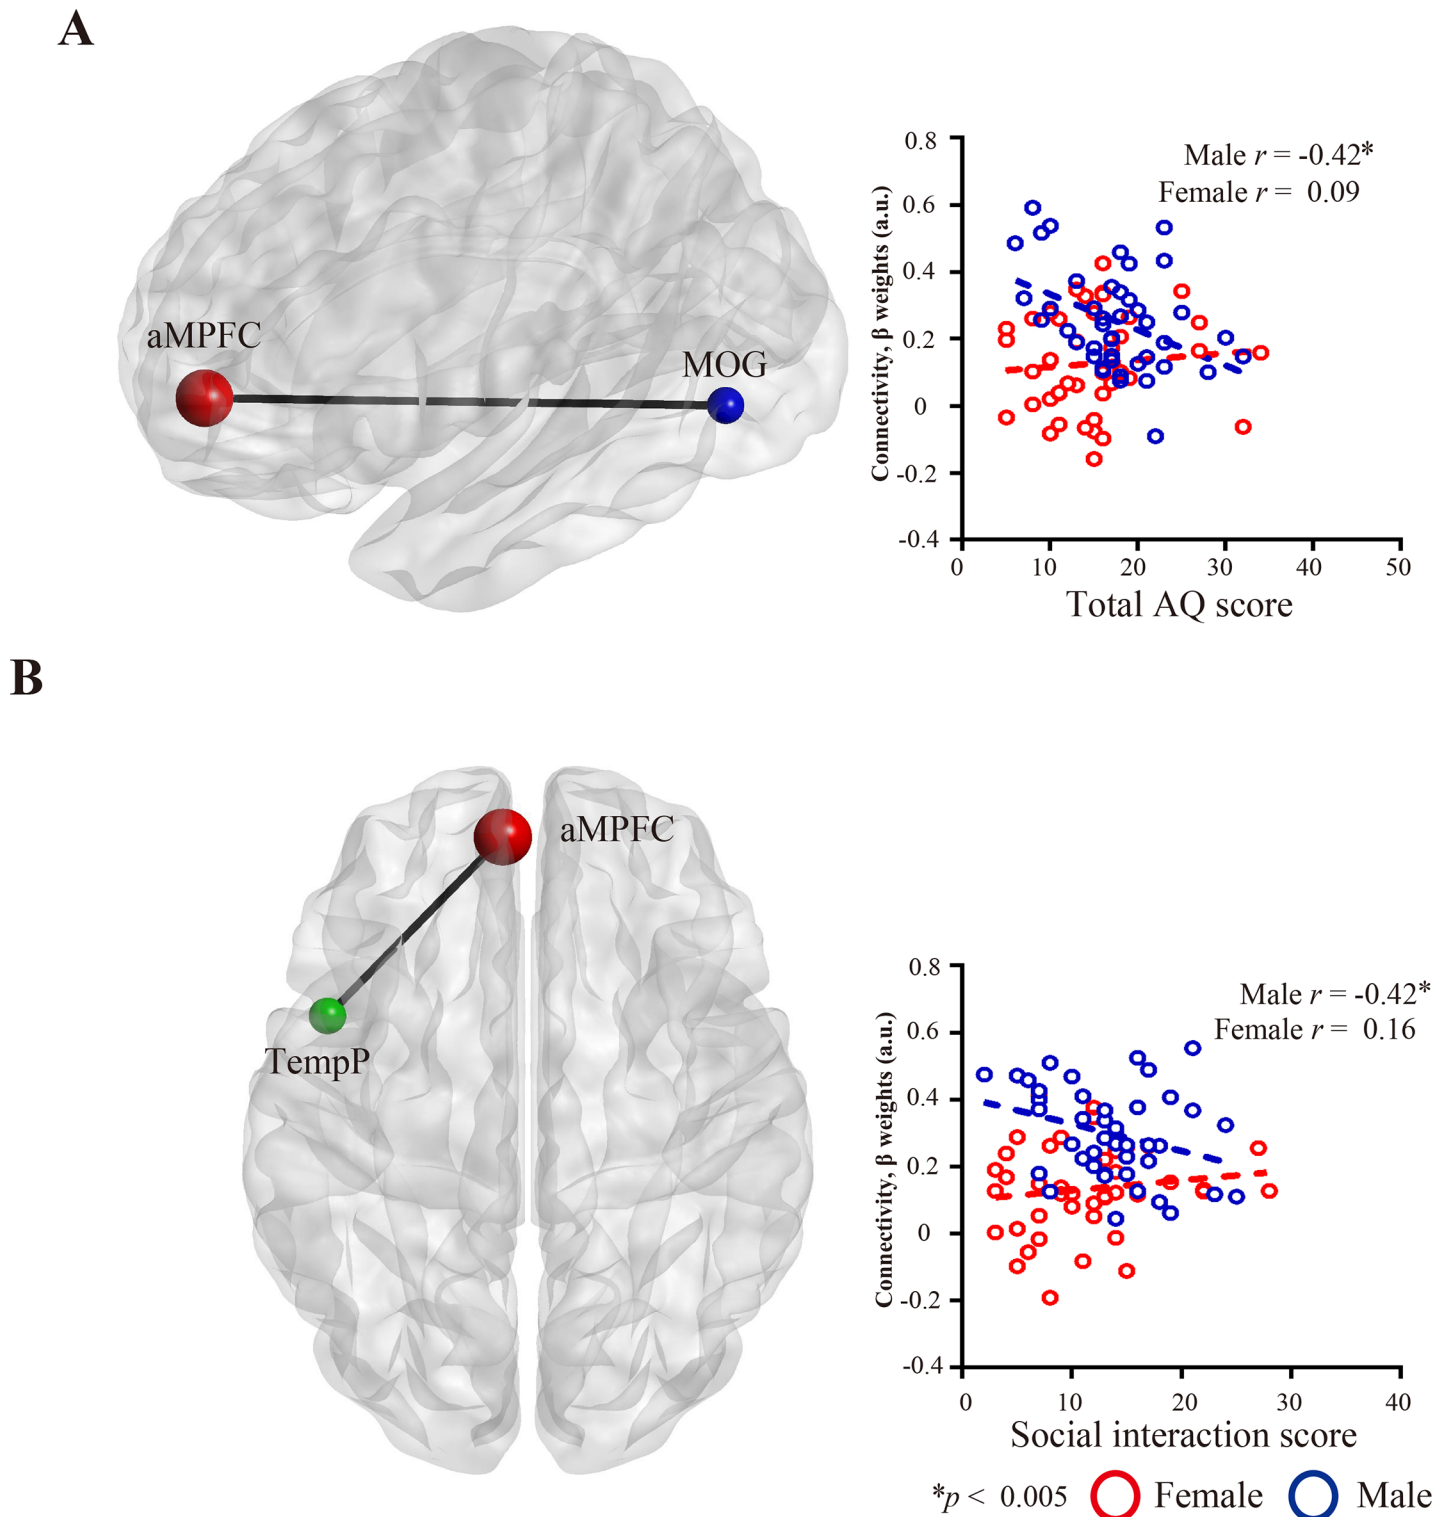 A
aMPFC
MOG
0.8
0.6
0.4
0.2
0
-0.2
-0.4
Connectivity, β weights (a.u.)
Male r = -0.42*
Female r = 0.09
0 10 20 30 40 50
Total AQ score
B
aMPFC
TempP
0.8
0.6
0.4
0.2
0
-0.2
-0.4
Connectivity, β weights (a.u.)
Male r = -0.42*
Female r = 0.16
0 10 20 30 40
Social interaction score
*p < 0.005 Female Male